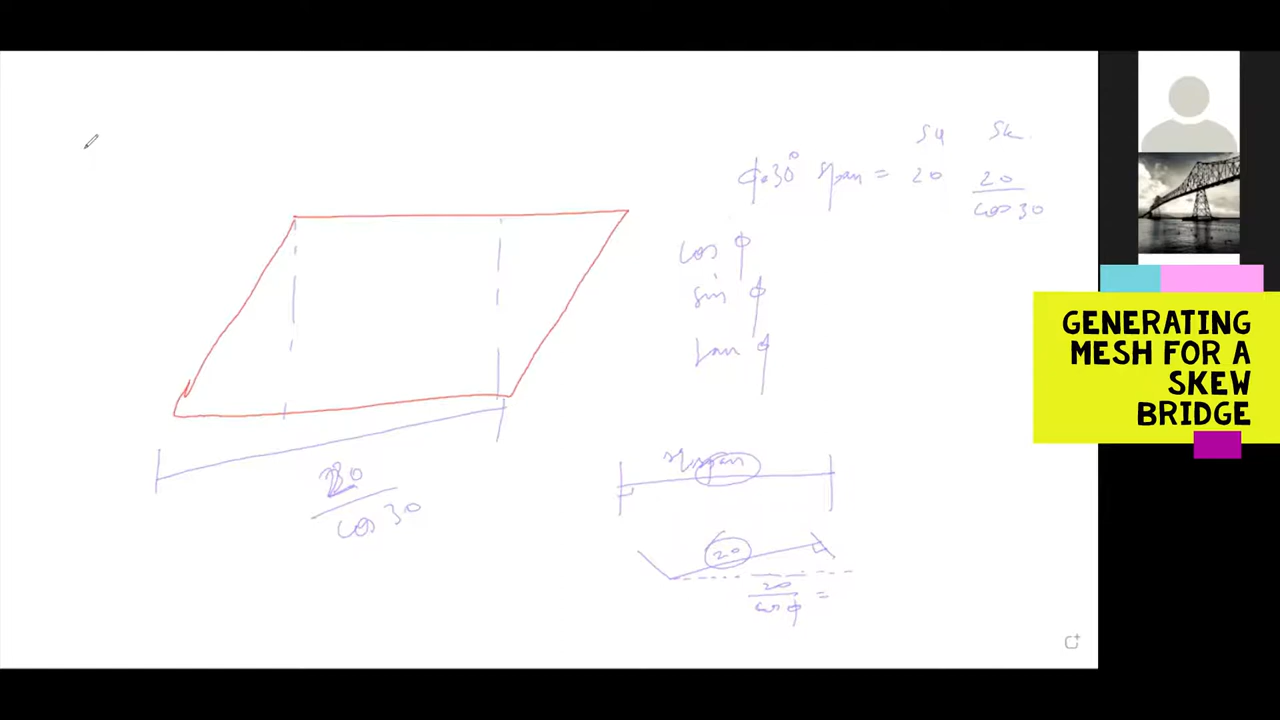 Sq Sk.
φ = 30° span = 20 20
cos 30
cos φ
sin φ
tan φ
GENERATING
MESH FOR A
SKEW
BRIDGE
span
cos 30
20
20
cos φ =